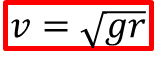 v = √gr